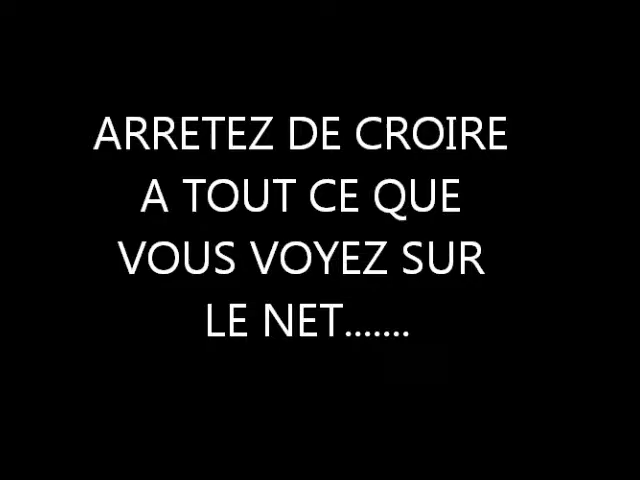 ARRETEZ DE CROIRE
A TOUT CE QUE
VOUS VOYEZ SUR
LE NET.......